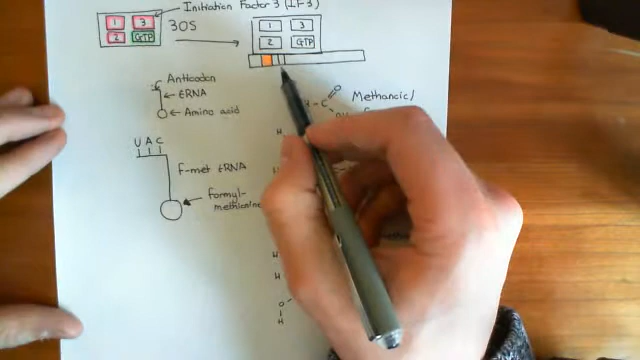 Initiation Factor 3 (IF3)
1 3
2 GTP
30S
1 3
2 GTP
Anticodon
tRNA
Amino acid
Methanoic/
C
H
U A C
F-met tRNA
Formyl-
methionine
H
H
O
H